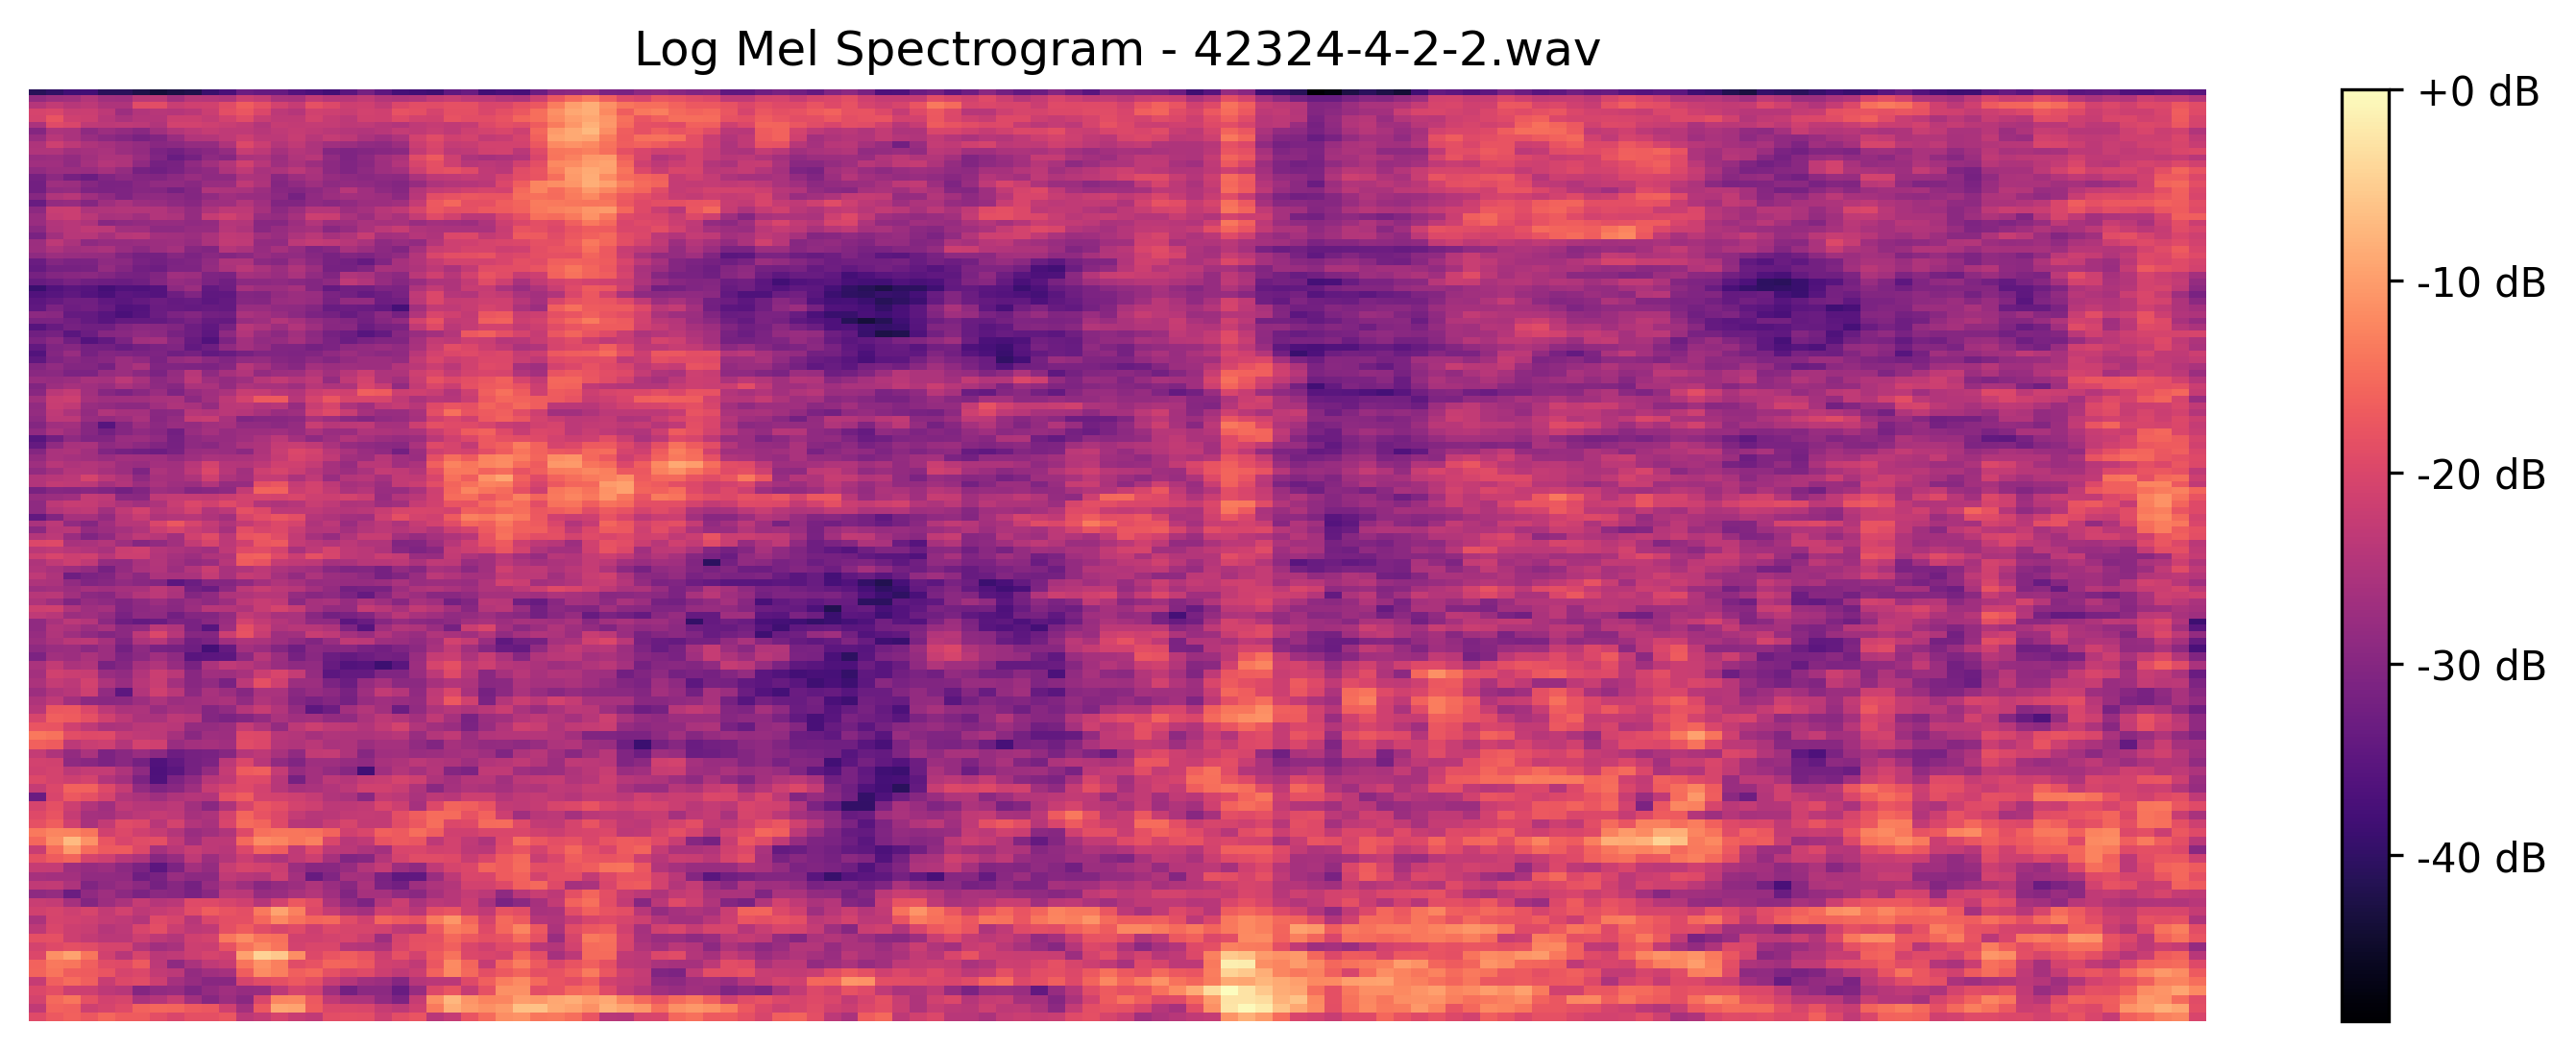 Log Mel Spectrogram - 42324-4-2-2.wav
+0 dB
-10 dB
-20 dB
-30 dB
-40 dB